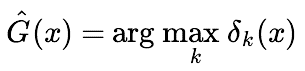 Ĝ(x) = arg max_k δ_k(x)